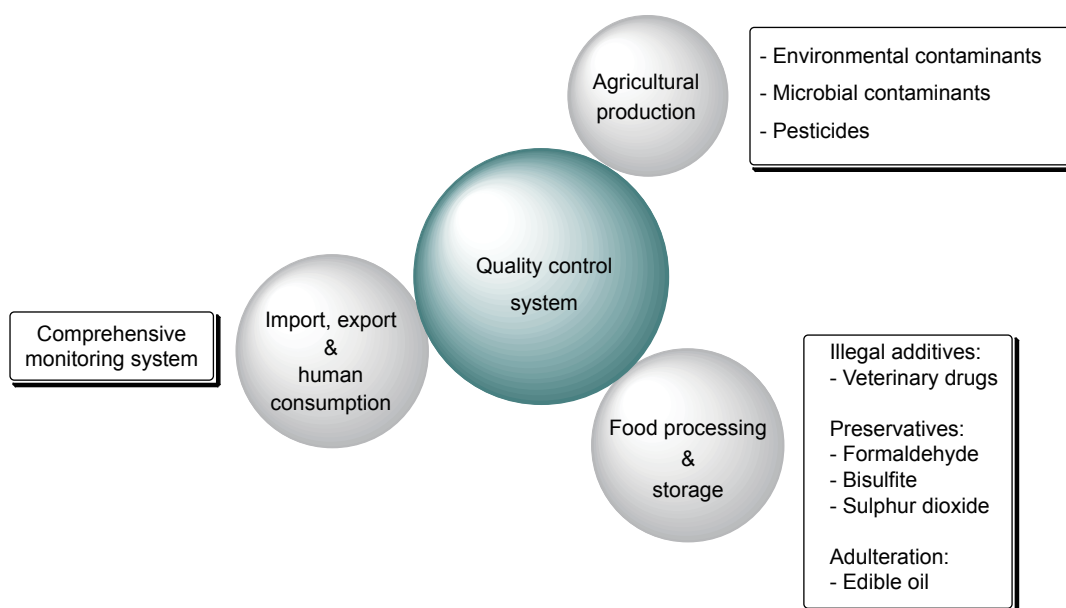 Agricultural
production
- Environmental contaminants
- Microbial contaminants
- Pesticides
Quality control
system
Comprehensive
monitoring system
Import, export
&
human
consumption
Food processing
&
storage
Illegal additives:
- Veterinary drugs
Preservatives:
- Formaldehyde
- Bisulfite
- Sulphur dioxide
Adulteration:
- Edible oil